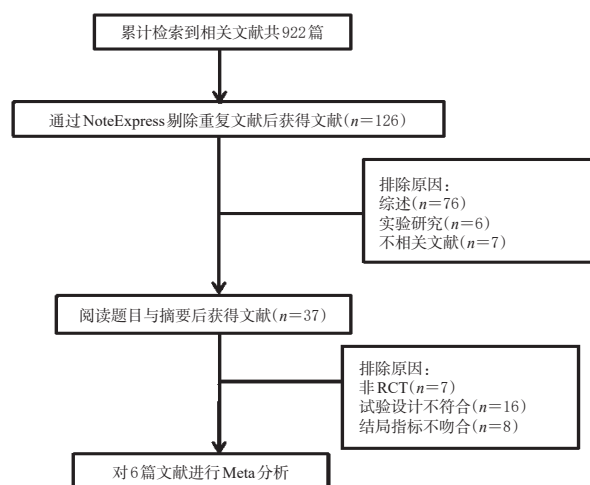 累计检索到相关文献共922篇
通过NoteExpress剔除重复文献后获得文献(n=126)
排除原因:
综述(n=76)
实验研究(n=6)
不相关文献(n=7)
阅读题目与摘要后获得文献(n=37)
排除原因:
非RCT(n=7)
试验设计不符合(n=16)
结局指标不吻合(n=8)
对6篇文献进行Meta分析